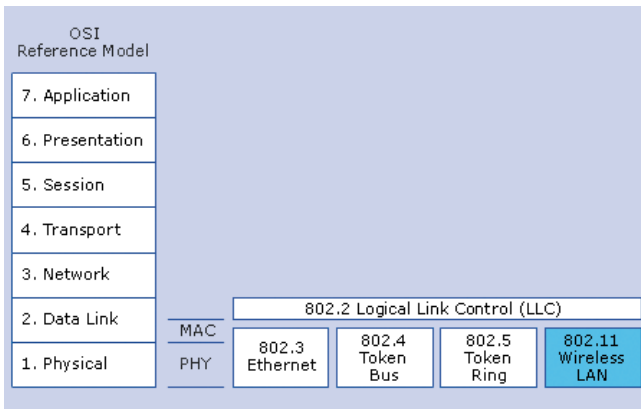 OSI
Reference Model
7. Application
6. Presentation
5. Session
4. Transport
3. Network
2. Data Link
1. Physical
MAC
PHY
802.2 Logical Link Control (LLC)
802.3
Ethernet
802.4
Token
Bus
802.5
Token
Ring
802.11
Wireless
LAN